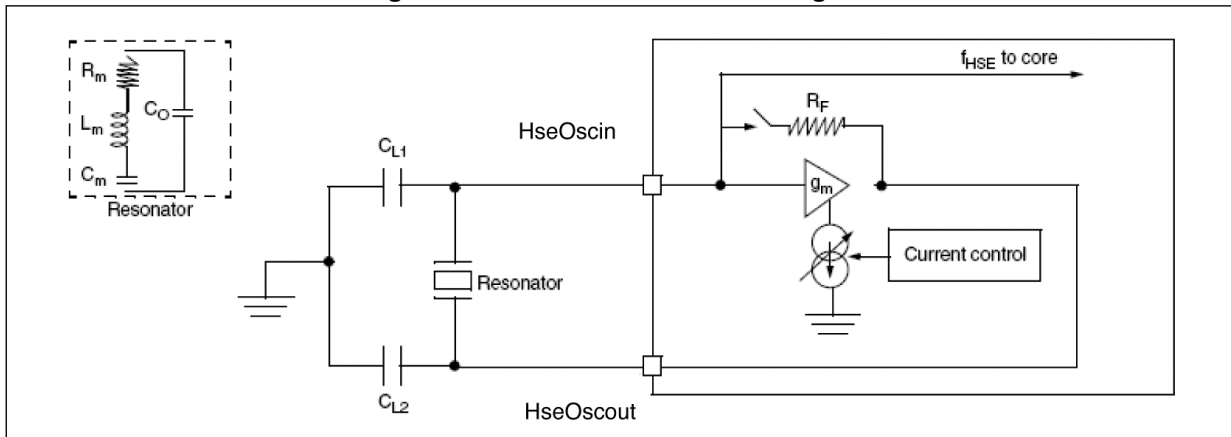 Rm
Lm
Cm
CO
Resonator
CL1
CL2
Resonator
HseOscin
HseOscout
fHSE to core
RF
gm
Current control